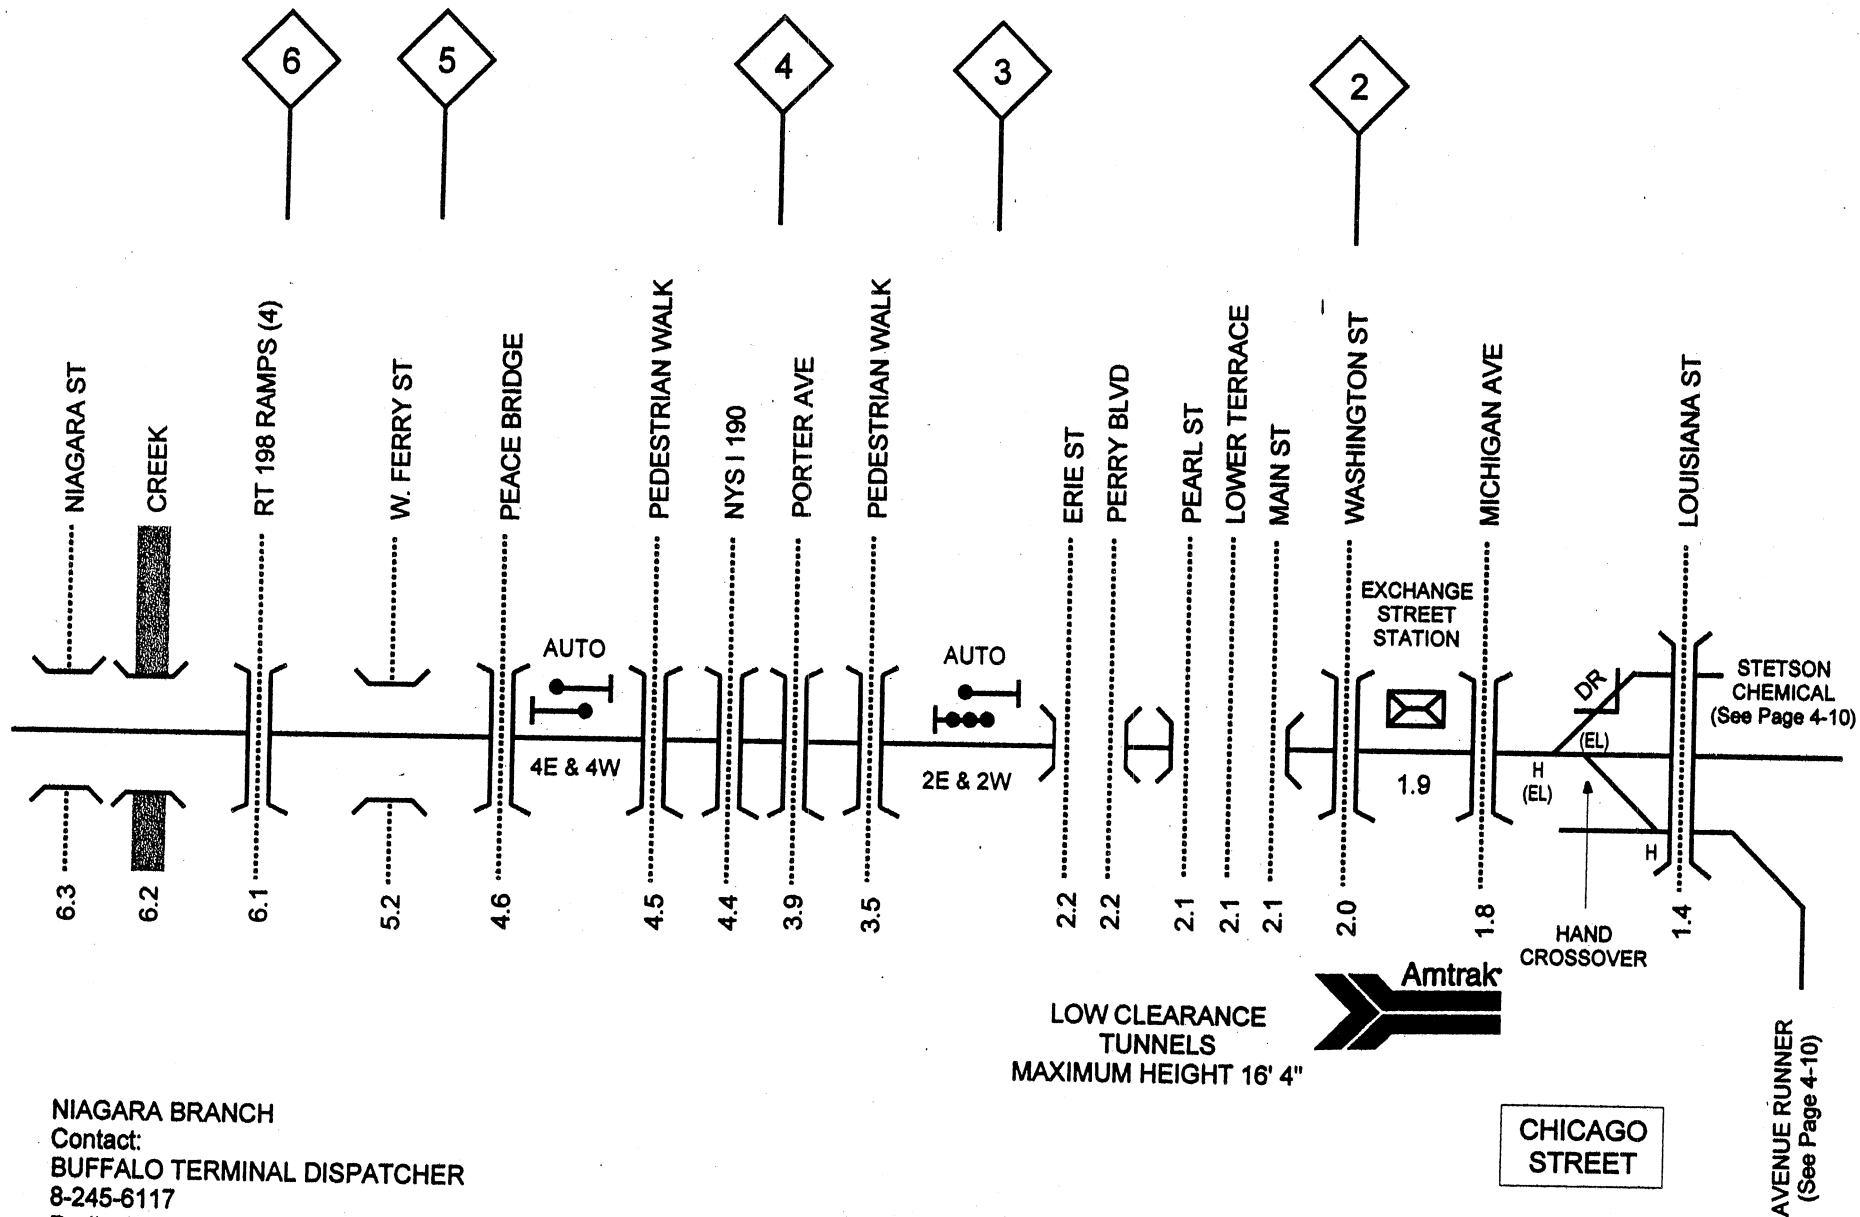 6
5
4
3
2
NIAGARA ST
CREEK
RT 198 RAMPS (4)
W. FERRY ST
PEACE BRIDGE
PEDESTRIAN WALK
NYS I 190
PORTER AVE
PEDESTRIAN WALK
ERIE ST
PERRY BLVD
PEARL ST
LOWER TERRACE
MAIN ST
WASHINGTON ST
MICHIGAN AVE
LOUISIANA ST
AUTO
4E & 4W
AUTO
2E & 2W
EXCHANGE
STREET
STATION
1.9
DR
(EL)
H
(EL)
H
STETSON
CHEMICAL
(See Page 4-10)
6.3
6.2
6.1
5.2
4.6
4.5
4.4
3.9
3.5
2.2
2.2
2.1
2.1
2.1
2.0
1.8
1.4
HAND
CROSSOVER
Amtrak
LOW CLEARANCE
TUNNELS
MAXIMUM HEIGHT 16' 4"
CHICAGO
STREET
AVENUE RUNNER
(See Page 4-10)
NIAGARA BRANCH
Contact:
BUFFALO TERMINAL DISPATCHER
8-245-6117